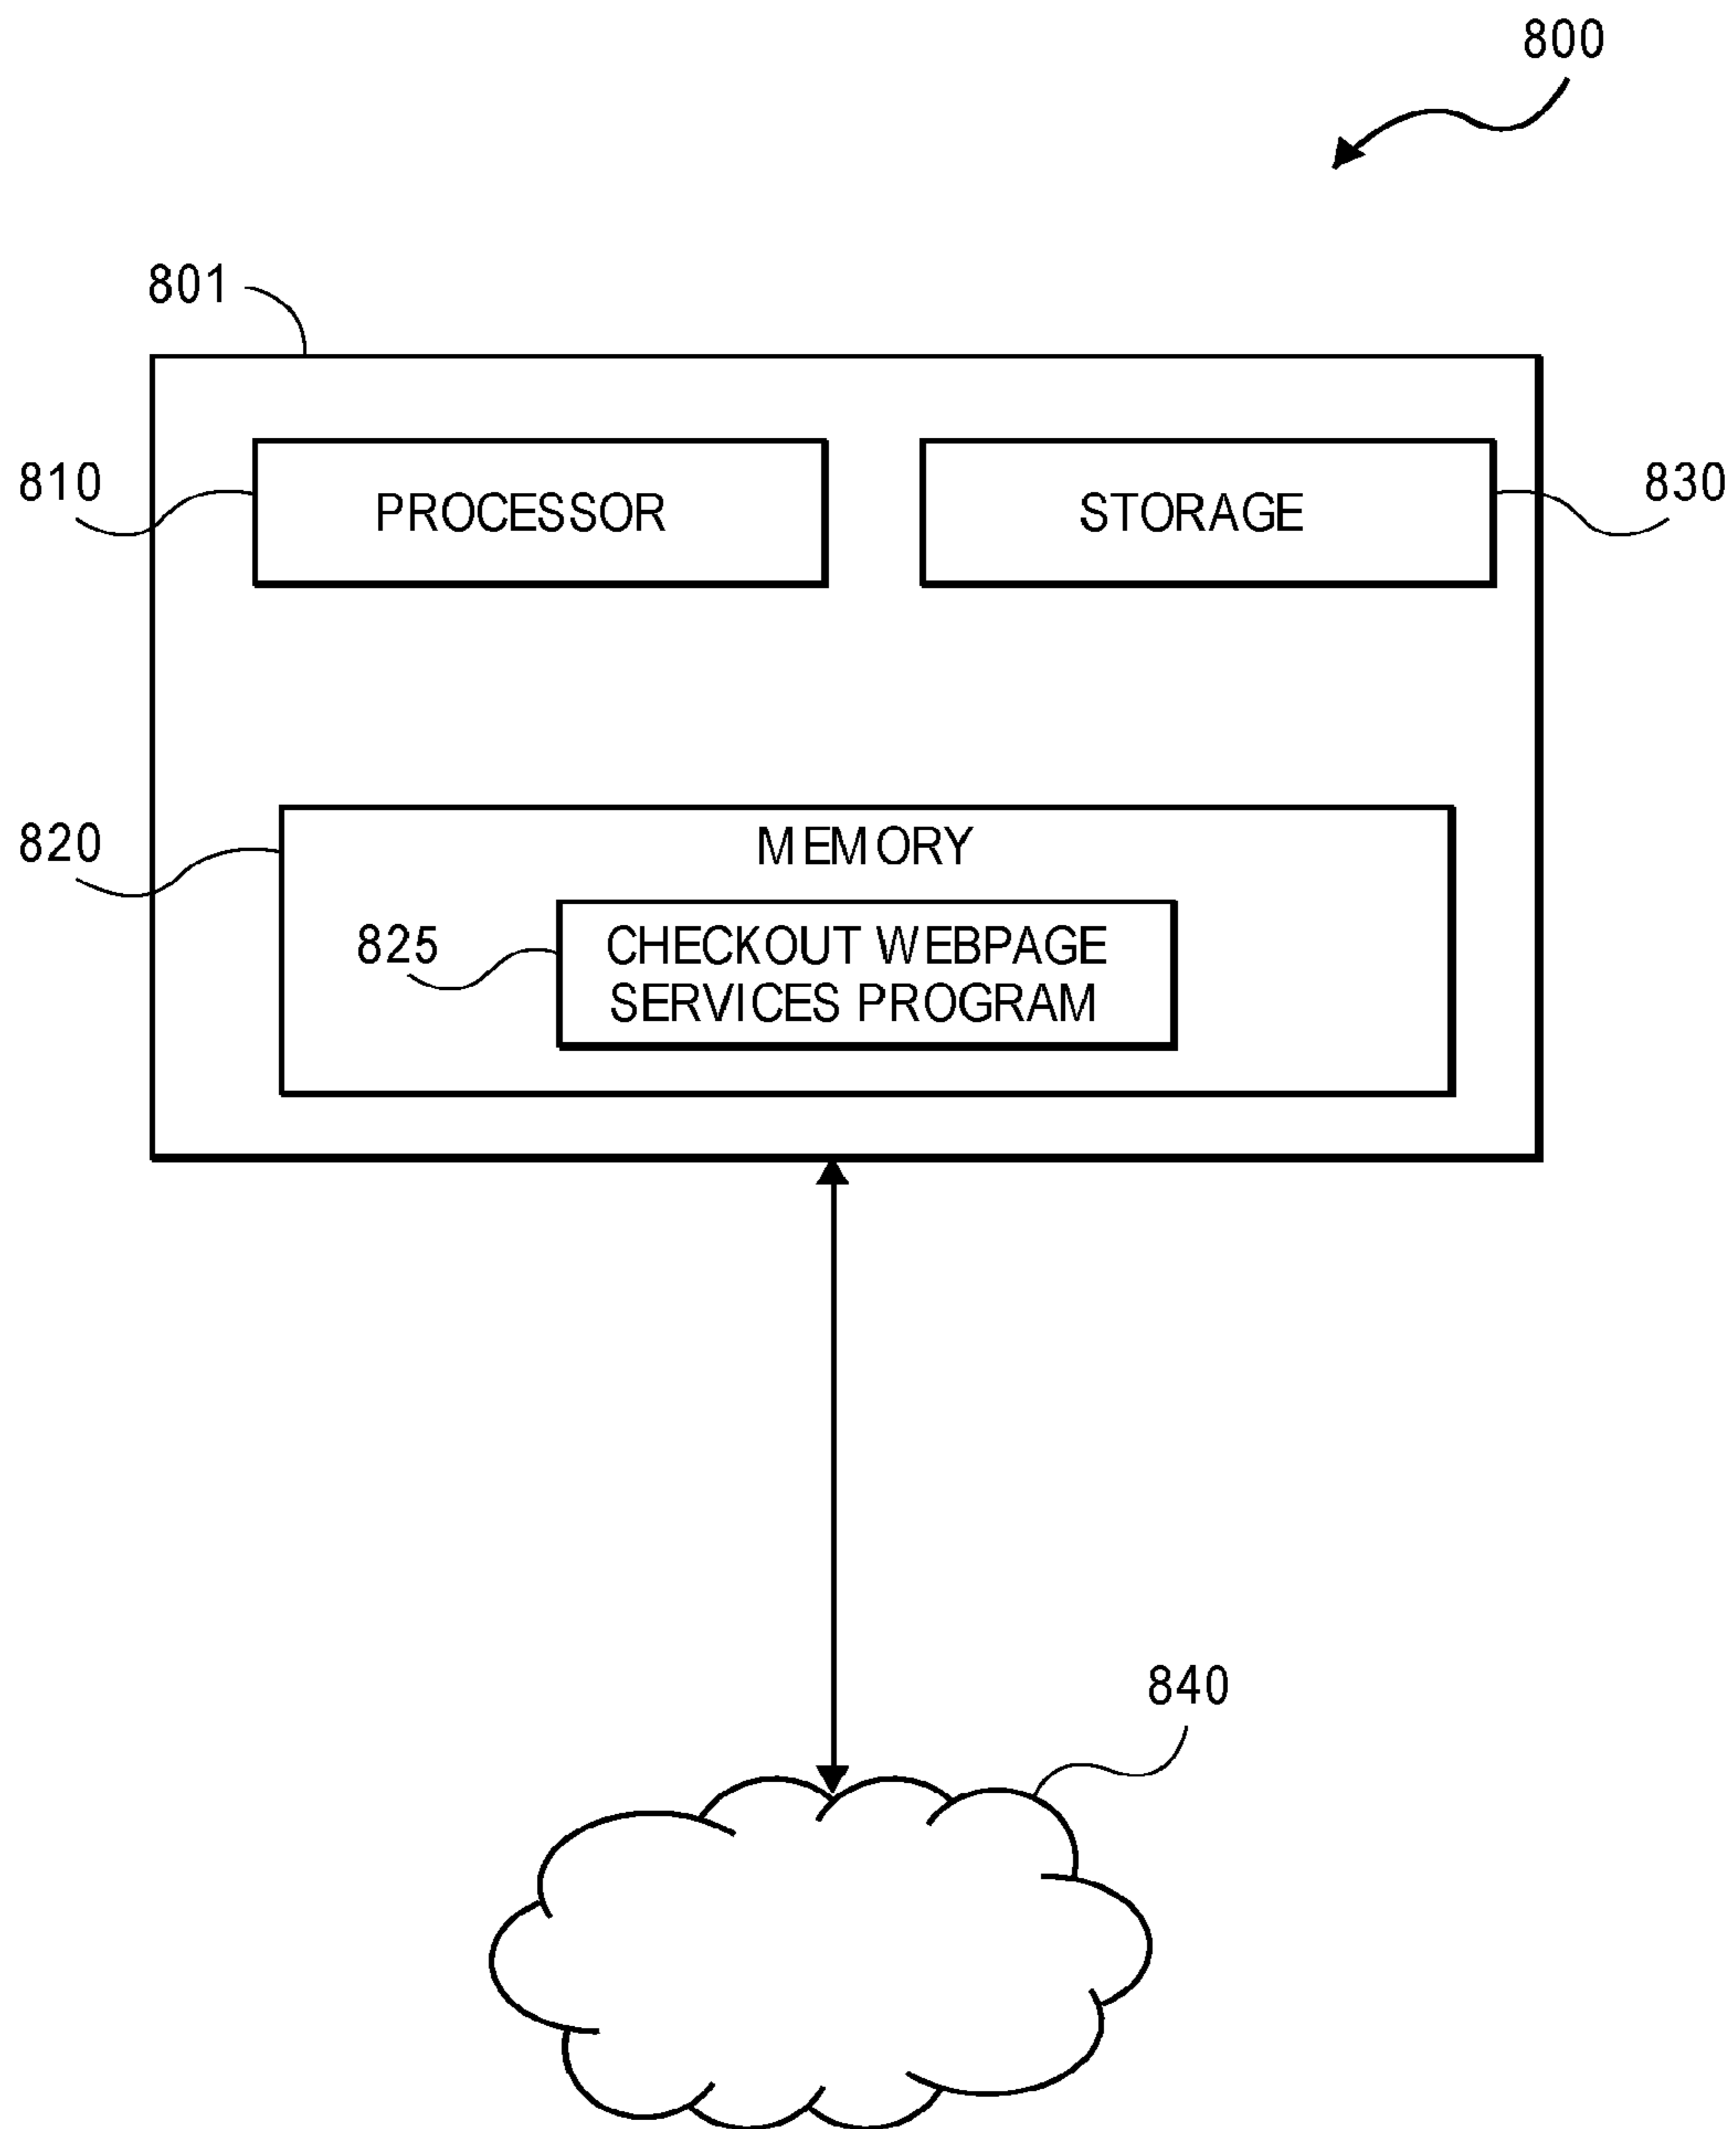 800
801
810
PROCESSOR
STORAGE
830
820
MEMORY
825
CHECKOUT WEBPAGE
SERVICES PROGRAM
840